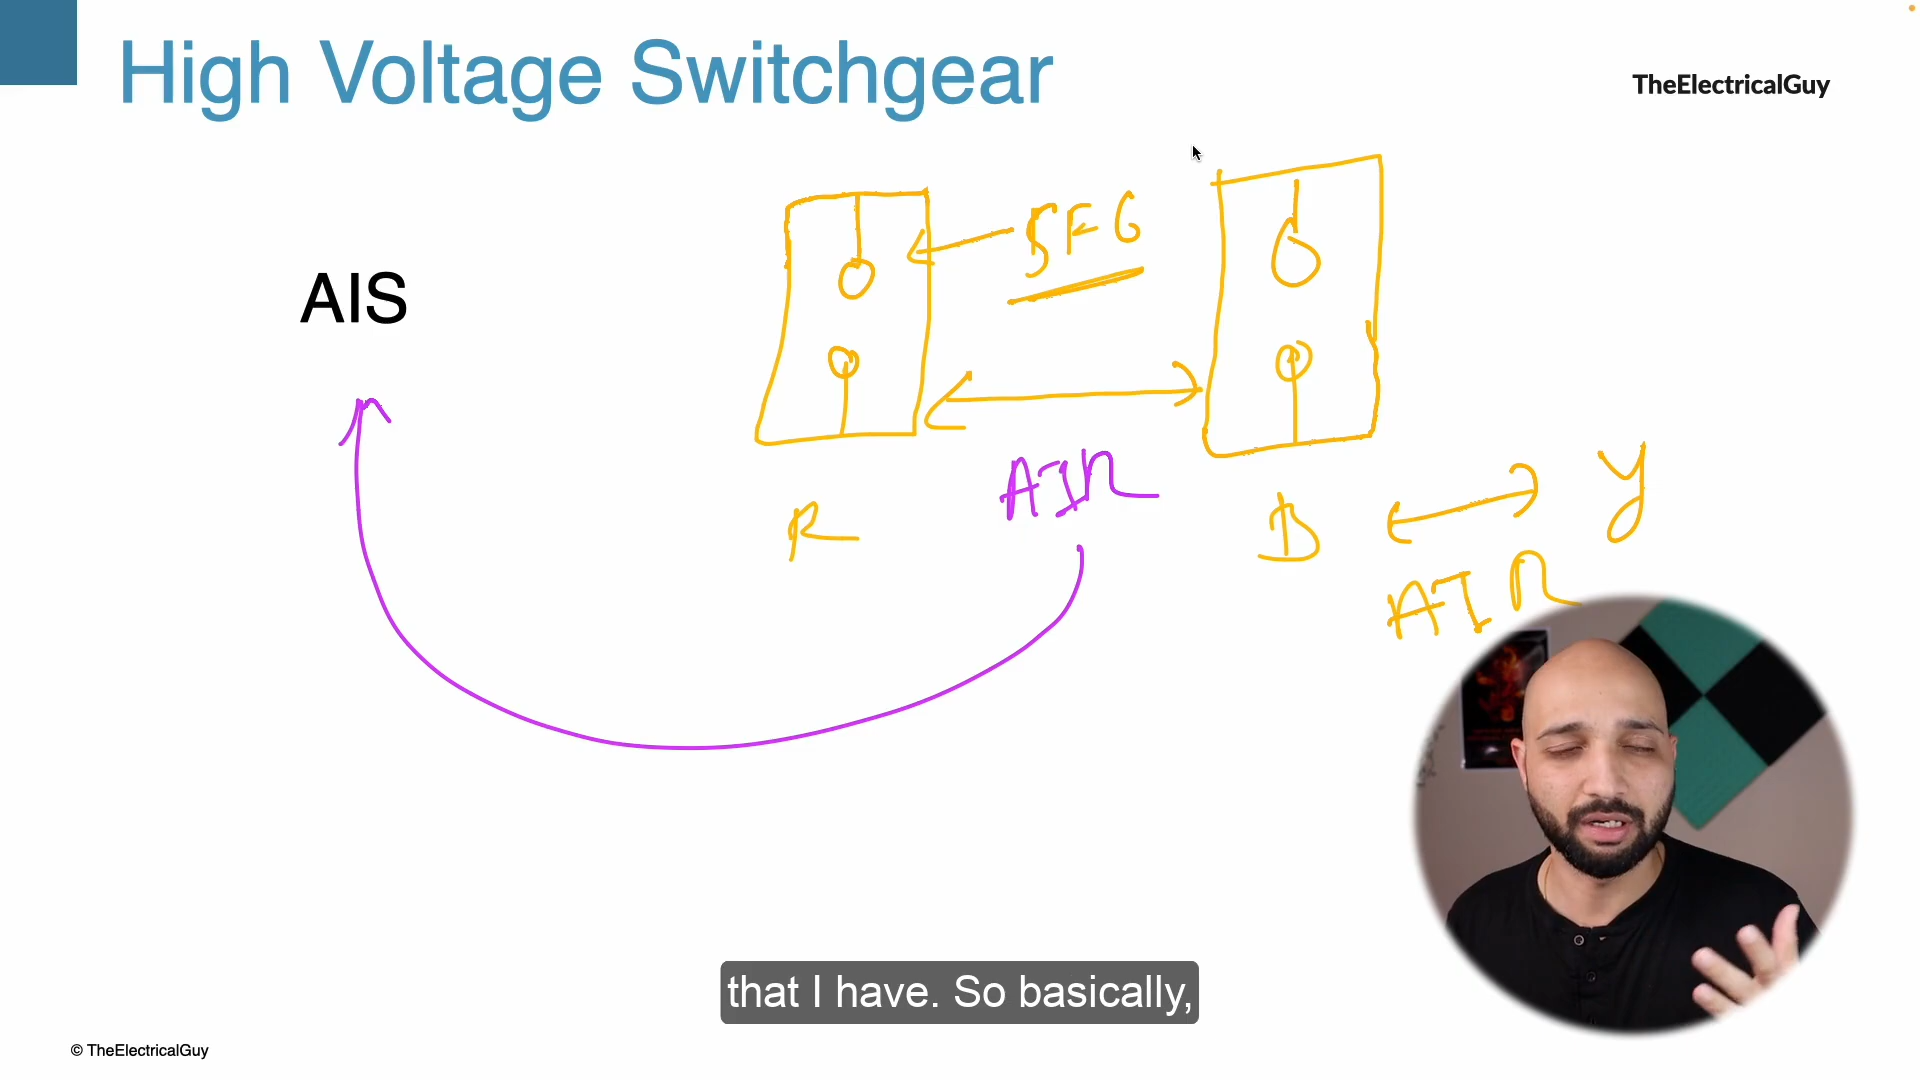 High Voltage Switchgear
TheElectricalGuy
SF6
AIS
AIR
R
B
Y
AIR
that I have. So basically,
© TheElectricalGuy